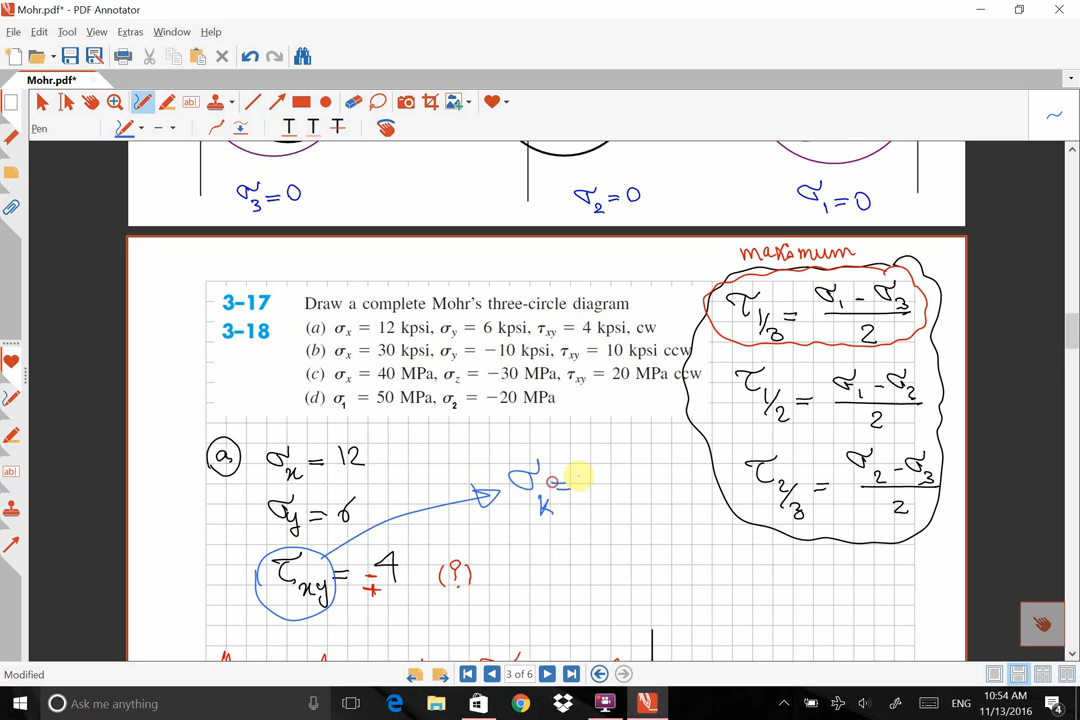 Mohr.pdf* - PDF Annotator
File Edit Tool View Extras Window Help
Mohr.pdf*
Pen
σ3 = 0
σ2 = 0
σ1 = 0
maximum
τ1/3 = σ1 - σ3 / 2
τ1/2 = σ1 - σ2 / 2
τ2/3 = σ2 - σ3 / 2
3–17 Draw a complete Mohr's three-circle diagram
3–18 (a) σx = 12 kpsi, σy = 6 kpsi, τxy = 4 kpsi, cw
(b) σx = 30 kpsi, σy = −10 kpsi, τxy = 10 kpsi ccw
(c) σx = 40 MPa, σz = −30 MPa, τxy = 20 MPa ccw
(d) σ1 = 50 MPa, σ2 = −20 MPa
a σx = 12
σy = 6
τxy = ∓ 4 (?)
σk =
Modified
3 of 6
Ask me anything
ENG
10:54 AM
11/13/2016
4